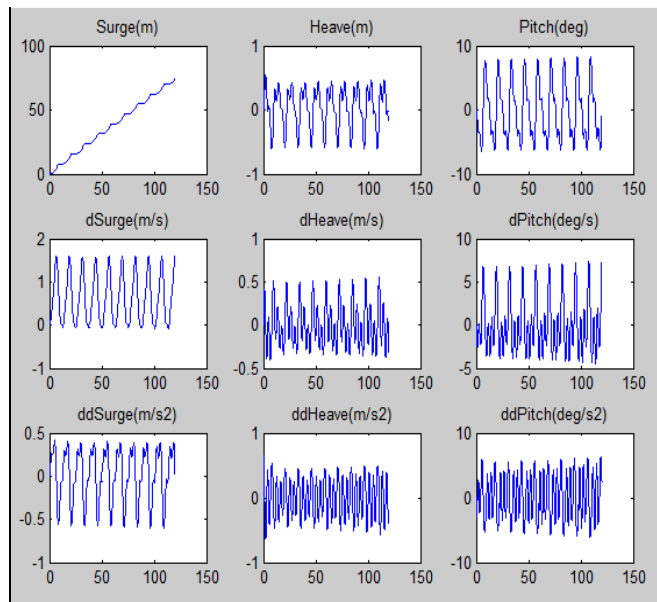 Surge(m) Heave(m) Pitch(deg)
100 1 10
50 0 0
0 -1 -10
0 50 100 150 0 50 100 150 0 50 100 150
dSurge(m/s) dHeave(m/s) dPitch(deg/s)
2 1 10
1 0.5 5
0 0 0
-1 -0.5 -5
0 50 100 150 0 50 100 150 0 50 100 150
ddSurge(m/s2) ddHeave(m/s2) ddPitch(deg/s2)
0.5 1 10
0 0 0
-0.5
-1 -1 -10
0 50 100 150 0 50 100 150 0 50 100 150